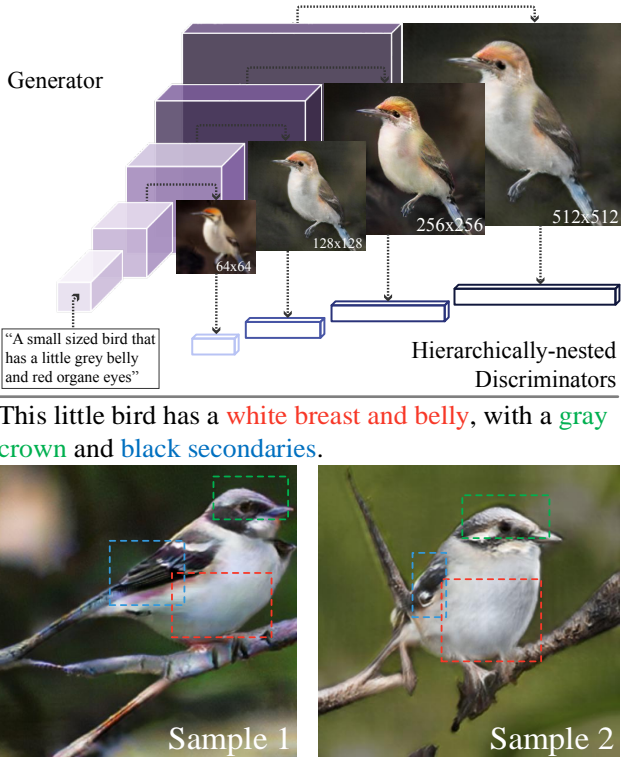 Generator
512x512
256x256
128x128
64x64
“A small sized bird that
has a little grey belly
and red organe eyes”
Hierarchically-nested
Discriminators
This little bird has a white breast and belly, with a gray
crown and black secondaries.
Sample 1
Sample 2